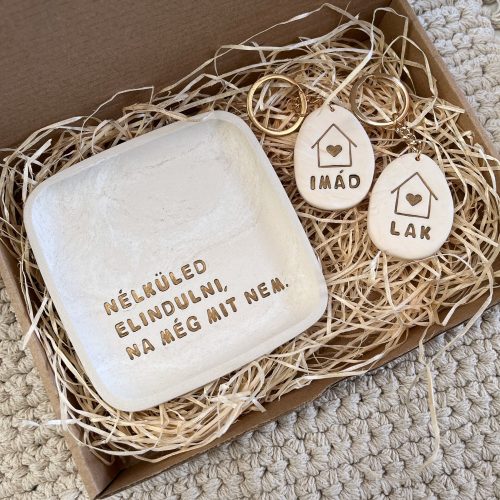 NÉLKÜLED
ELINDULNI,
NA MÉG MIT NEM.
IMÁD
LAK